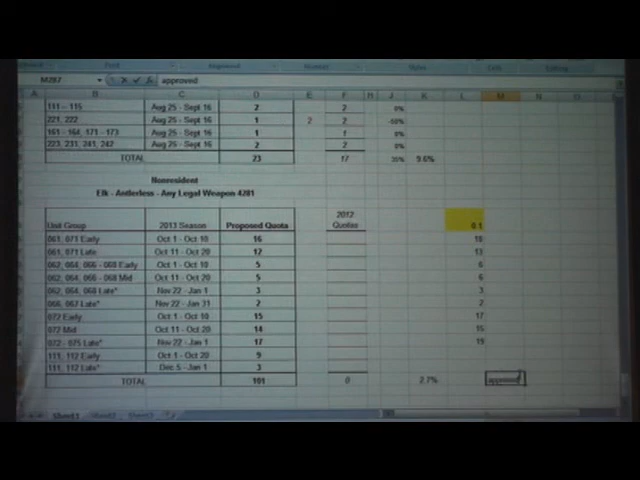 M287 approved
A B C D E F H J K L M N O
111 – 115 Aug 25 - Sept 16 2 2 0%
221, 222 Aug 25 - Sept 16 1 2 2 -50%
161 – 164, 171 – 173 Aug 25 - Sept 16 1 1 0%
223, 231, 241, 242 Aug 25 - Sept 16 2 2 0%
TOTAL 23 17 35% 9.6%
Nonresident
Elk - Antlerless - Any Legal Weapon 4281
2012
Unit Group 2013 Season Proposed Quota Quotas 0.1
061, 071 Early Oct 1 - Oct 10 16 18
061, 071 Late Oct 11 - Oct 20 12 13
062, 064, 066 - 068 Early Oct 1 - Oct 10 5 6
062, 064, 066 - 068 Mid Oct 11 - Oct 20 5 6
062, 064, 068 Late* Nov 22 - Jan 1 3 3
066, 067 Late* Nov 22 - Jan 31 2 2
072 Early Oct 1 - Oct 10 15 17
072 Mid Oct 11 - Oct 20 14 15
072 - 075 Late* Nov 22 - Jan 1 17 19
111, 112 Early Oct 1 - Oct 20 9
111, 112 Late* Dec 5 - Jan 1 3
TOTAL 101 0 2.7% approved
Sheet1 Sheet2 Sheet3